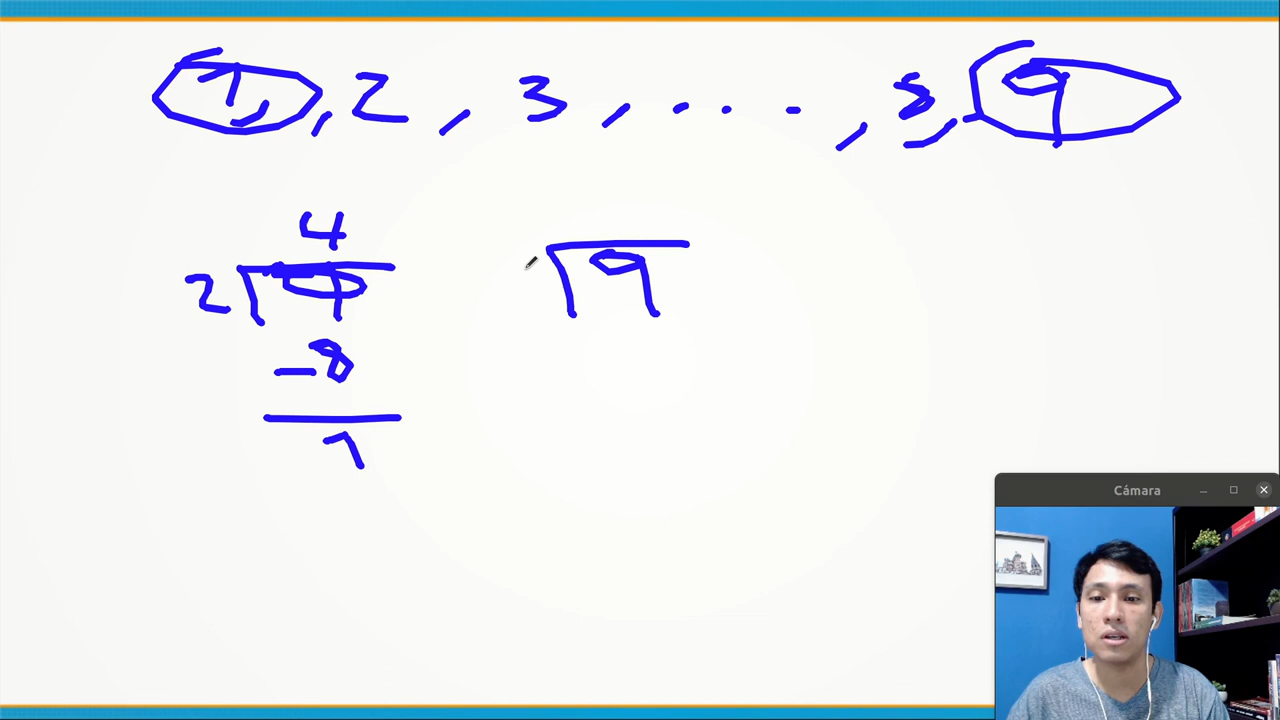 1, 2, 3, . . . , 8, 9
4
2 9 9
-8
1
Cámara